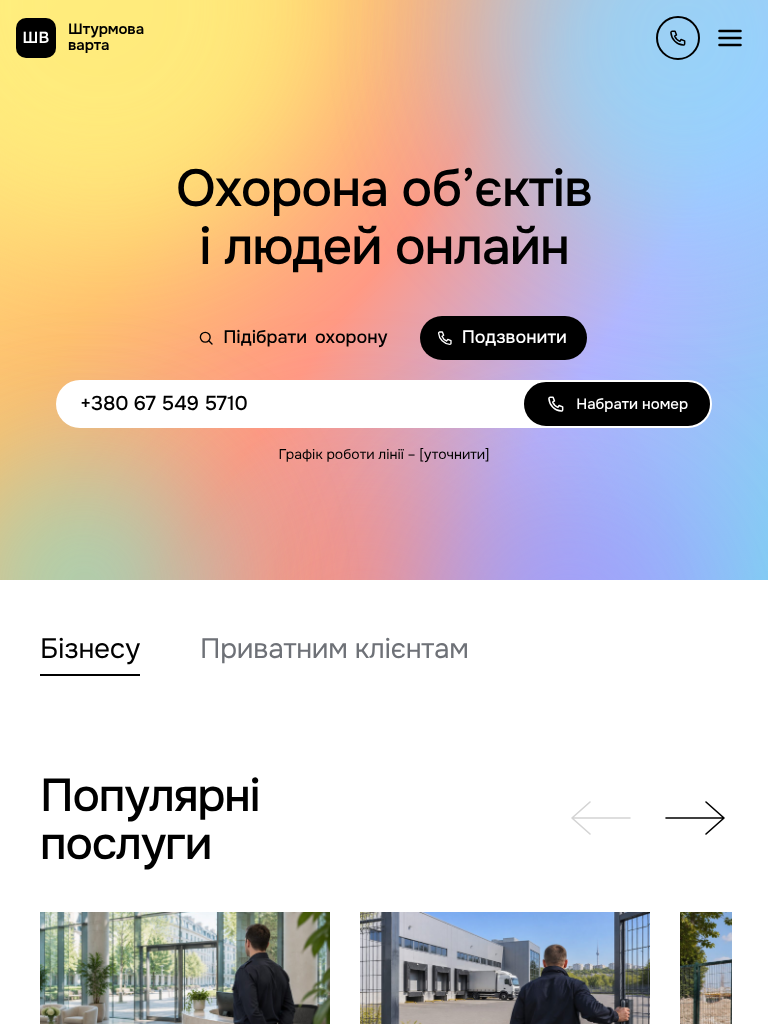 ШВ
Штурмова
варта
Охорона об’єктів
і людей онлайн
Підібрати охорону
Подзвонити
+380 67 549 5710
Набрати номер
Графік роботи лінії – [уточнити]
Бізнесу
Приватним клієнтам
Популярні
послуги